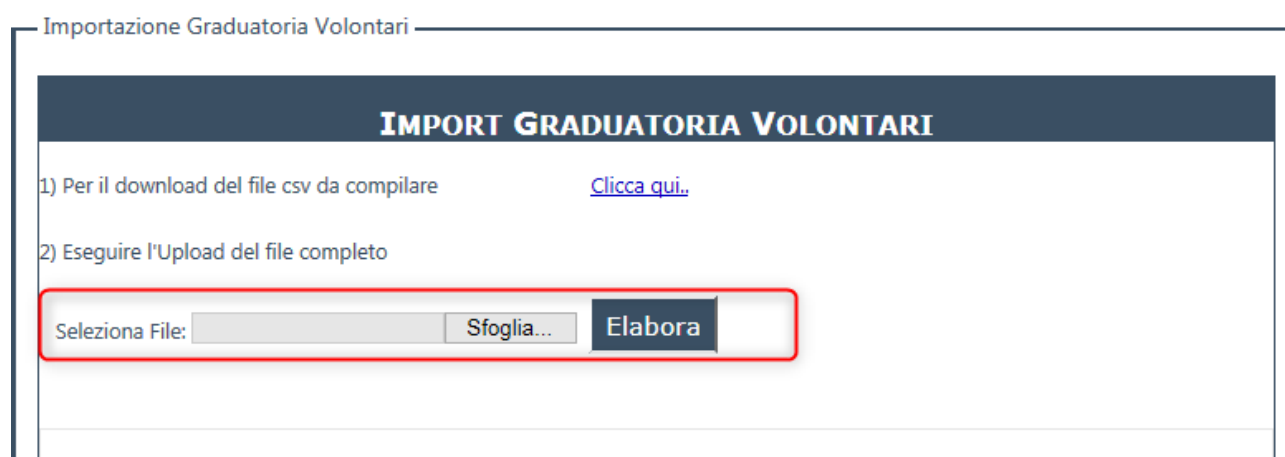 Importazione Graduatoria Volontari
IMPORT GRADUATORIA VOLONTARI
1) Per il download del file csv da compilare Clicca qui..
2) Eseguire l'Upload del file completo
Seleziona File: Sfoglia... Elabora